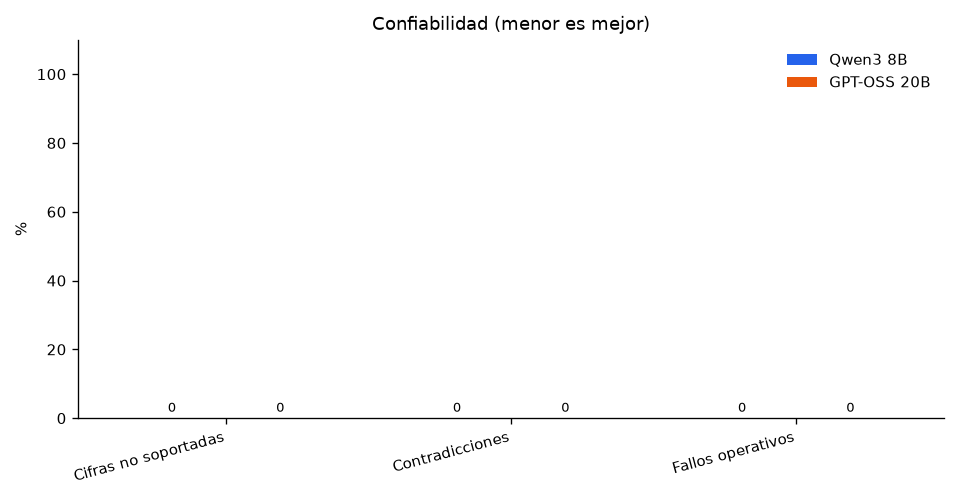 Confiabilidad (menor es mejor)
Qwen3 8B
GPT-OSS 20B
100
80
60
40
20
0
%
0 0 0 0 0 0
Cifras no soportadas
Contradicciones
Fallos operativos